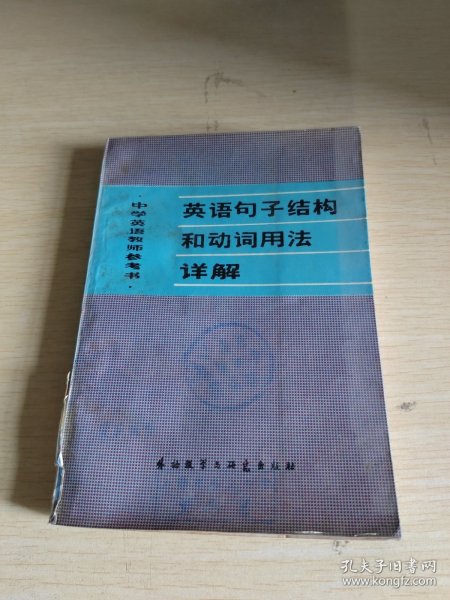 ·中学英语教师参考书·
英语句子结构
和动词用法
详解
外语教学与研究出版社
孔夫子旧书网
www.kongfz.com